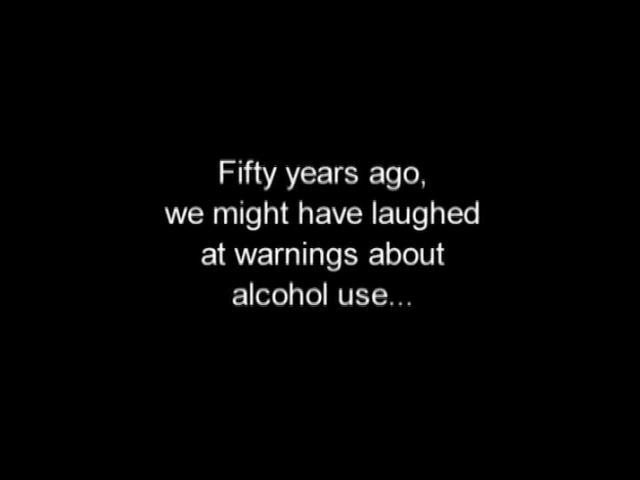 Fifty years ago,
we might have laughed
at warnings about
alcohol use...